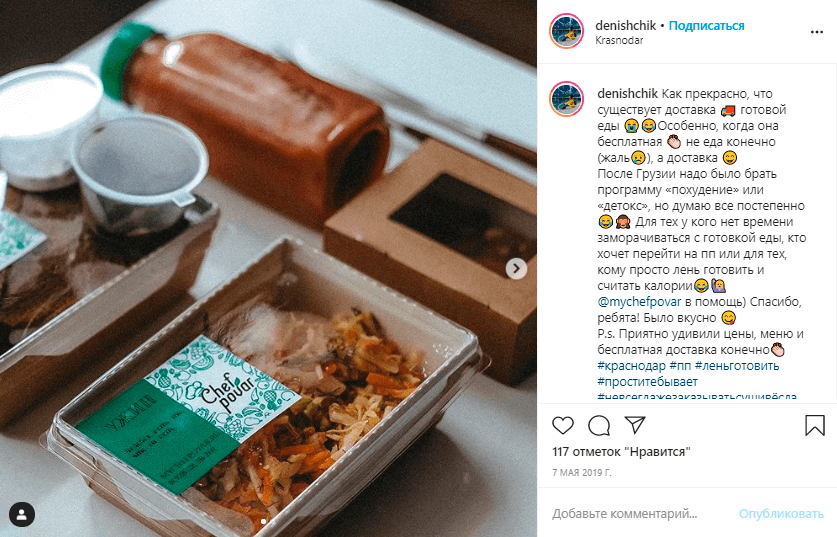 denishchik • Подписаться
Krasnodar
denishchik Как прекрасно, что
существует доставка 🚚 готовой
еды 😭😂Особенно, когда она
бесплатная 👏🏻 не еда конечно
(жаль😢), а доставка 😄
После Грузии надо было брать
программу «похудение» или
«детокс», но думаю все постепенно
😂🙈 Для тех у кого нет времени
заморачиваться с готовкой еды, кто
хочет перейти на пп или для тех,
кому просто лень готовить и
считать калории😂🙋🏼
@mychefpovar в помощь) Спасибо,
ребята! Было вкусно 😋
P.s. Приятно удивили цены, меню и
бесплатная доставка конечно👏🏻
#краснодар #пп #леньготовить
#проститебывает
#невсегдажезаказыватьсушивёсла
117 отметок "Нравится"
7 МАЯ 2019 Г.
Добавьте комментарий...
Опубликовать
Chef
povar
УЖИН